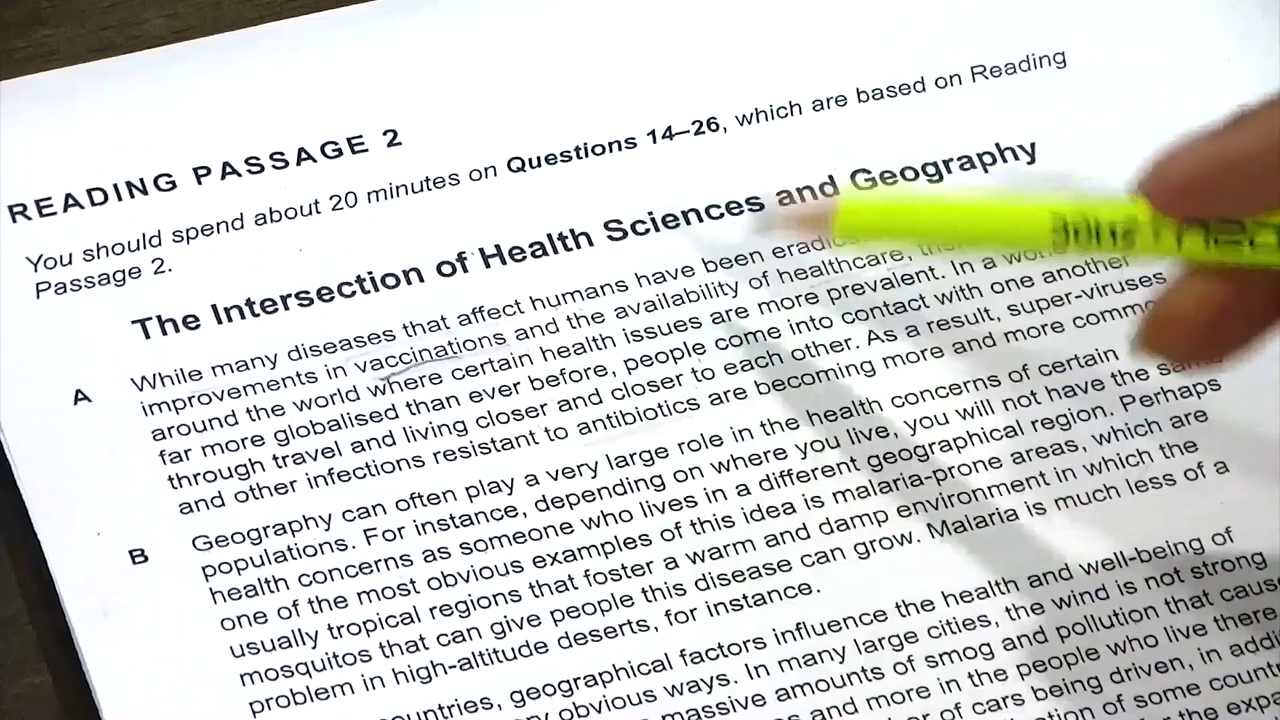 READING PASSAGE 2
You should spend about 20 minutes on Questions 14–26, which are based on Reading
Passage 2.
The Intersection of Health Sciences and Geography
A While many diseases that affect humans have been
improvements in vaccinations and the availability of healthcare,
around the world where certain health issues are more prevalent. In a
far more globalised than ever before, people come into contact with one another
through travel and living closer and closer to each other. As a result, super-viruses
and other infections resistant to antibiotics are becoming more and more
B Geography can often play a very large role in the health concerns of certain
populations. For instance, depending on where you live, you will not have the same
health concerns as someone who lives in a different geographical region. Perhaps
one of the most obvious examples of this idea is malaria-prone areas, which are
usually tropical regions that foster a warm and damp environment in which the
mosquitos that can give people this disease can grow. Malaria is much less of a
problem in high-altitude deserts, for instance.
geographical factors influence the health and well-being of
obvious ways. In many large cities, the wind is not strong
massive amounts of smog and pollution that
and more in the people who live there
of cars being driven, in
of some
the